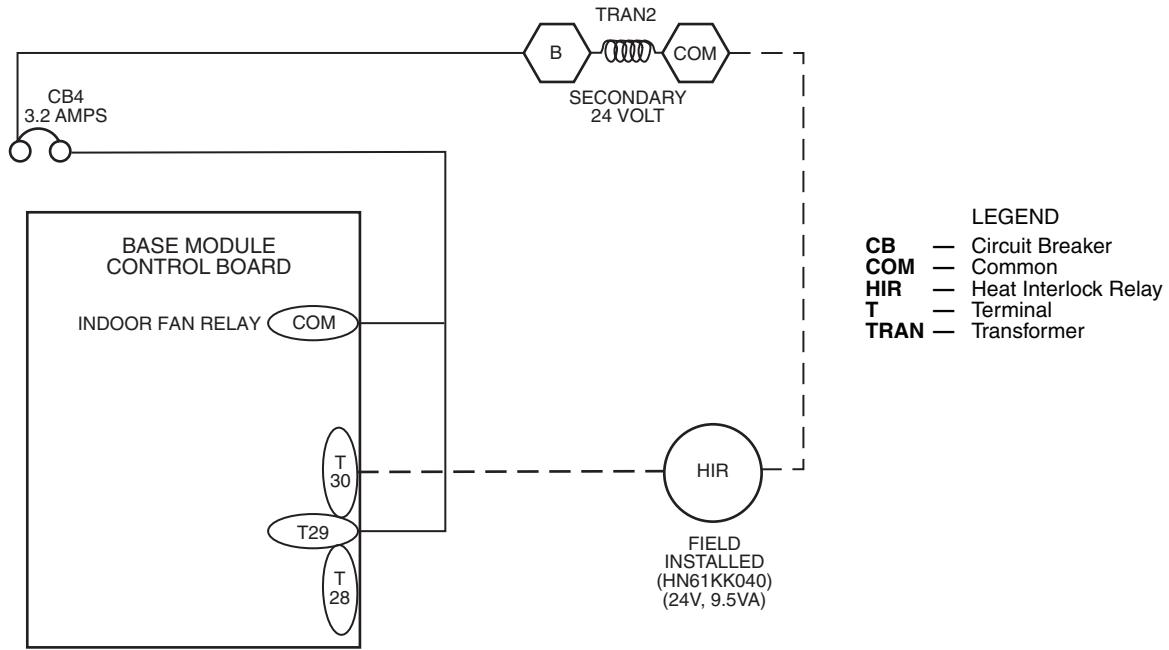 TRAN2
B
COM
SECONDARY
24 VOLT
CB4
3.2 AMPS
BASE MODULE
CONTROL BOARD
INDOOR FAN RELAY
COM
T
30
T29
T
28
HIR
FIELD
INSTALLED
(HN61KK040)
(24V, 9.5VA)
LEGEND
CB — Circuit Breaker
COM — Common
HIR — Heat Interlock Relay
T — Terminal
TRAN — Transformer